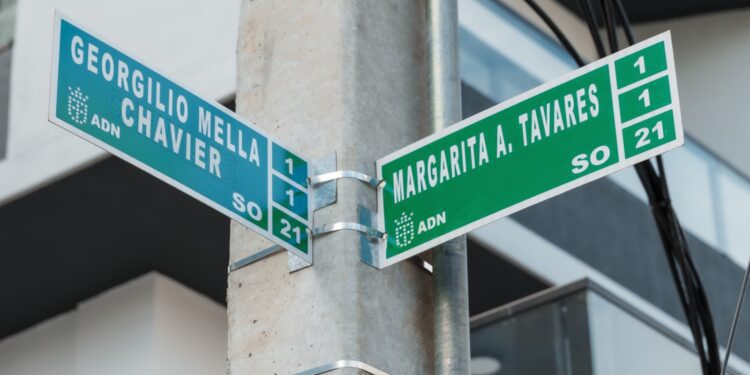 GEORGILIO MELLA
CHAVIER
ADN
SO
1
1
21
MARGARITA A. TAVARES
ADN
SO
1
1
21